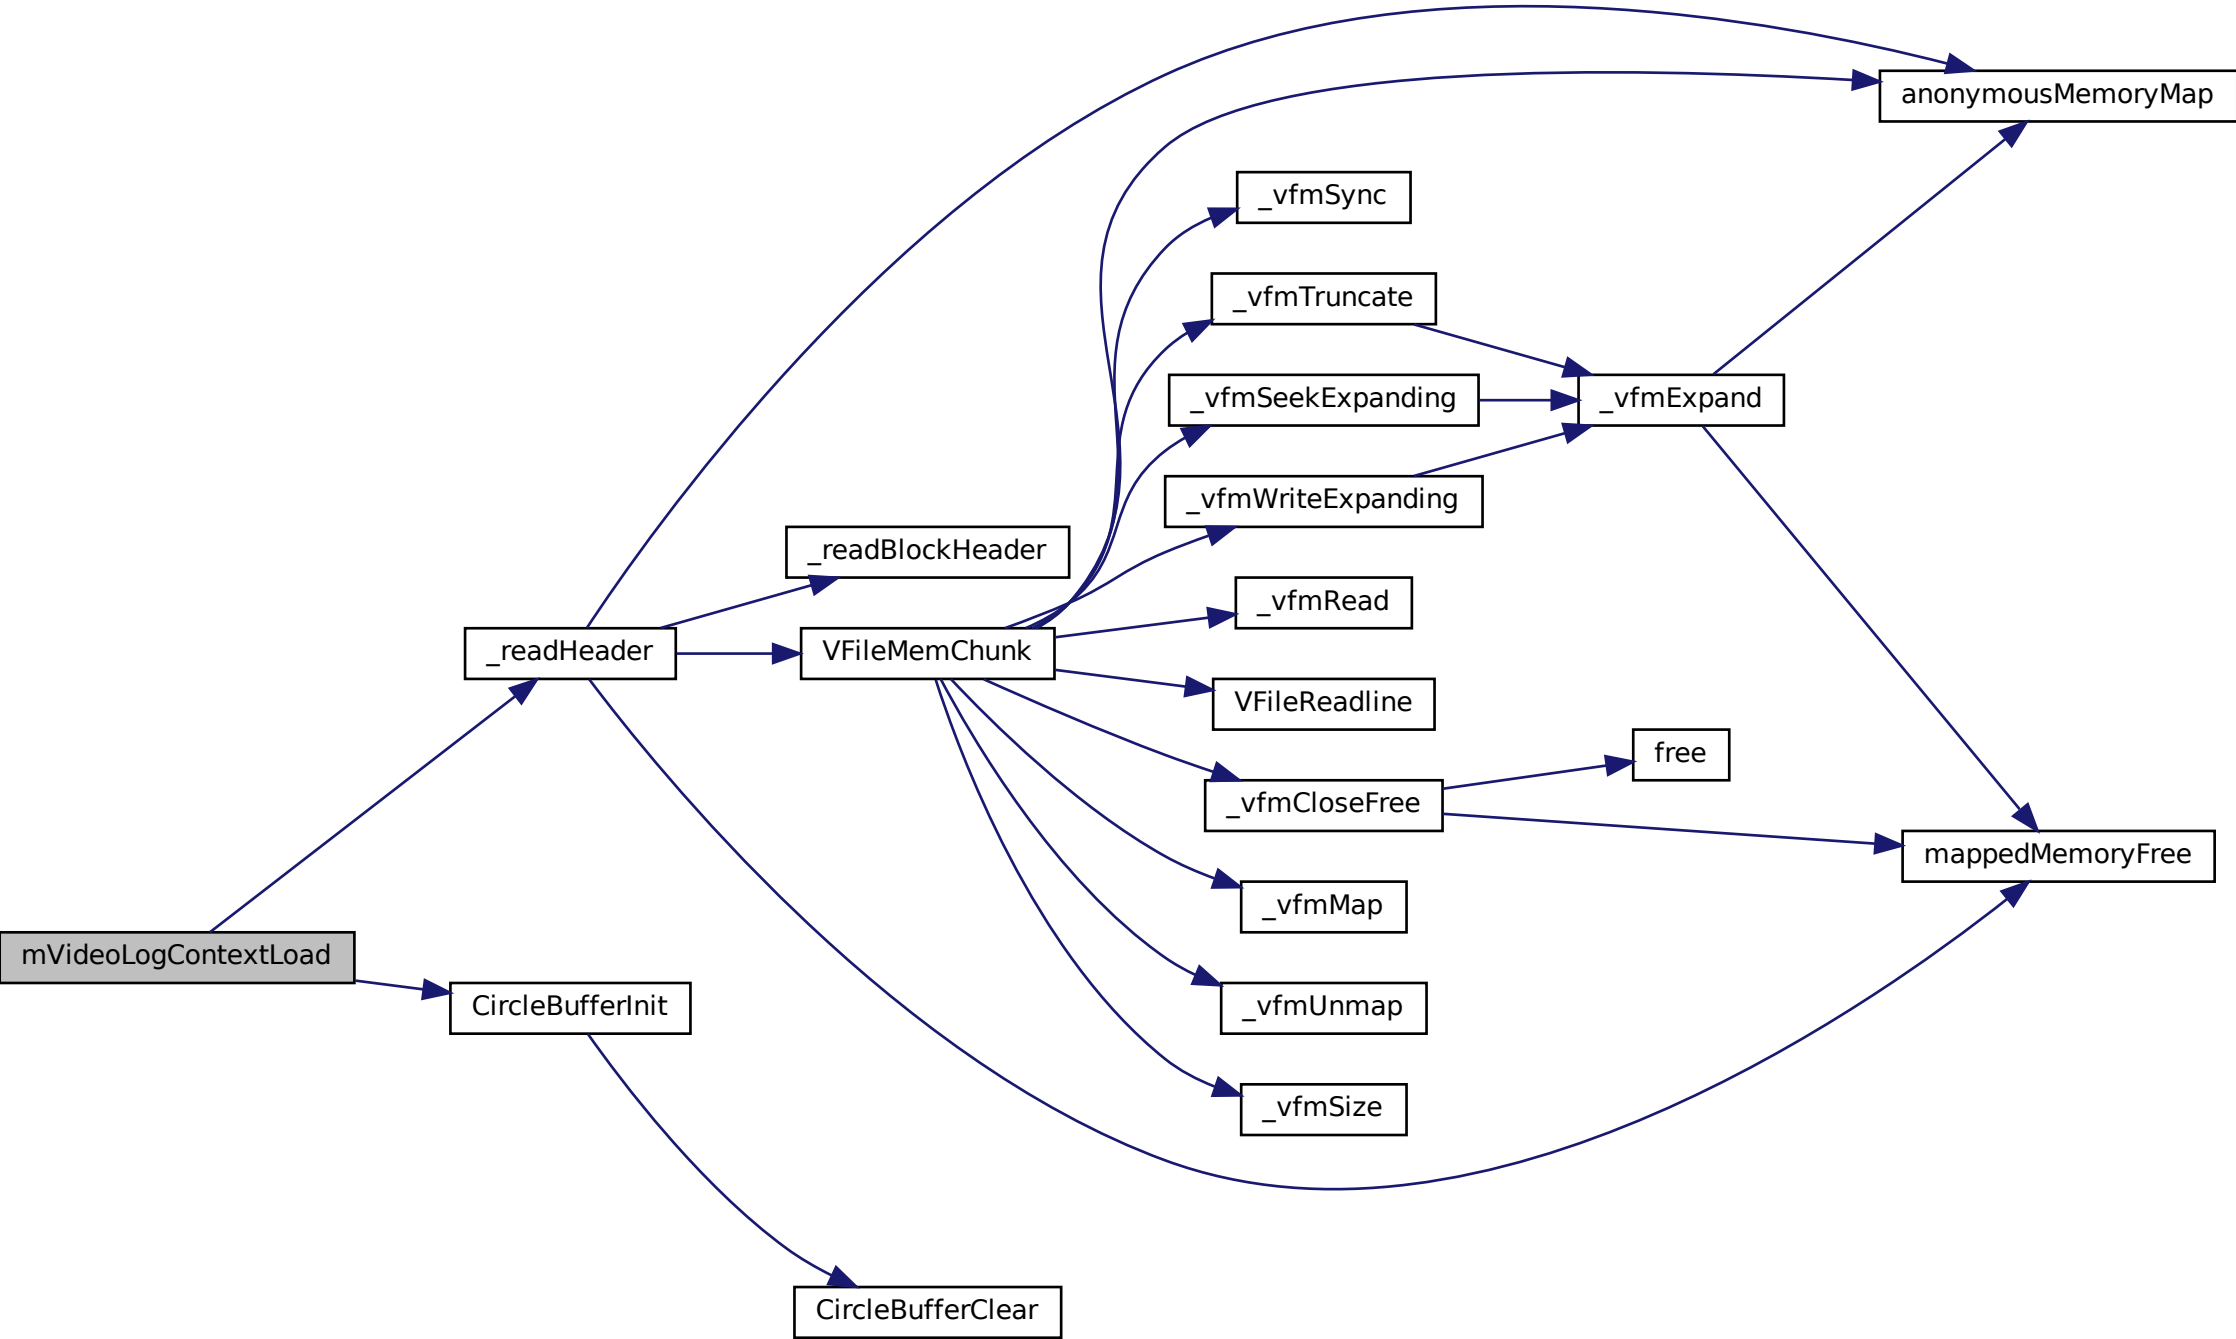 anonymousMemoryMap
_vfmSync
_vfmTruncate
_vfmSeekExpanding
_vfmExpand
_vfmWriteExpanding
_readBlockHeader
_vfmRead
_readHeader
VFileMemChunk
VFileReadline
free
_vfmCloseFree
mappedMemoryFree
_vfmMap
mVideoLogContextLoad
CircleBufferInit
_vfmUnmap
_vfmSize
CircleBufferClear